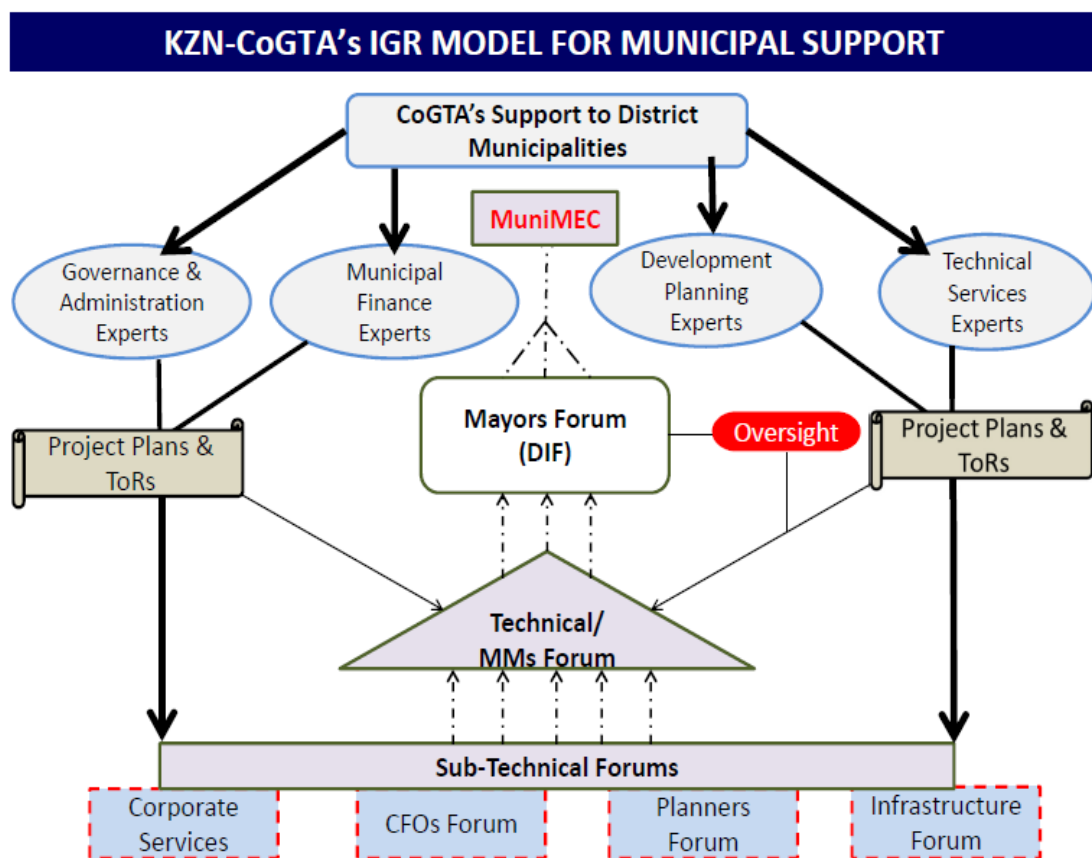 KZN-CoGTA's IGR MODEL FOR MUNICIPAL SUPPORT
CoGTA's Support to District
Municipalities
MuniMEC
Governance &
Administration
Experts
Municipal
Finance
Experts
Development
Planning
Experts
Technical
Services
Experts
Project Plans &
ToRs
Mayors Forum
(DIF)
Oversight
Project Plans &
ToRs
Technical/
MMs Forum
Sub-Technical Forums
Corporate
Services
CFOs Forum
Planners
Forum
Infrastructure
Forum